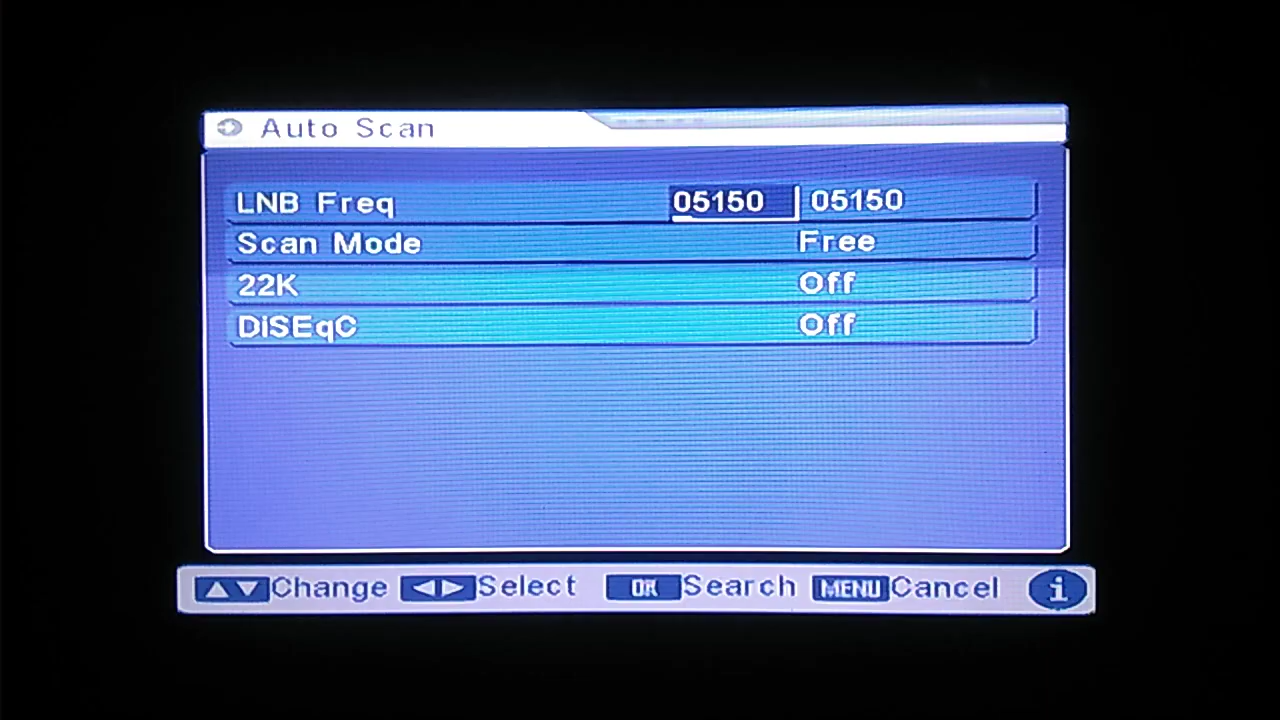 Auto Scan
LNB Freq 05150 05150
Scan Mode Free
22K Off
DiSEqC Off
Change Select OK Search MENU Cancel i